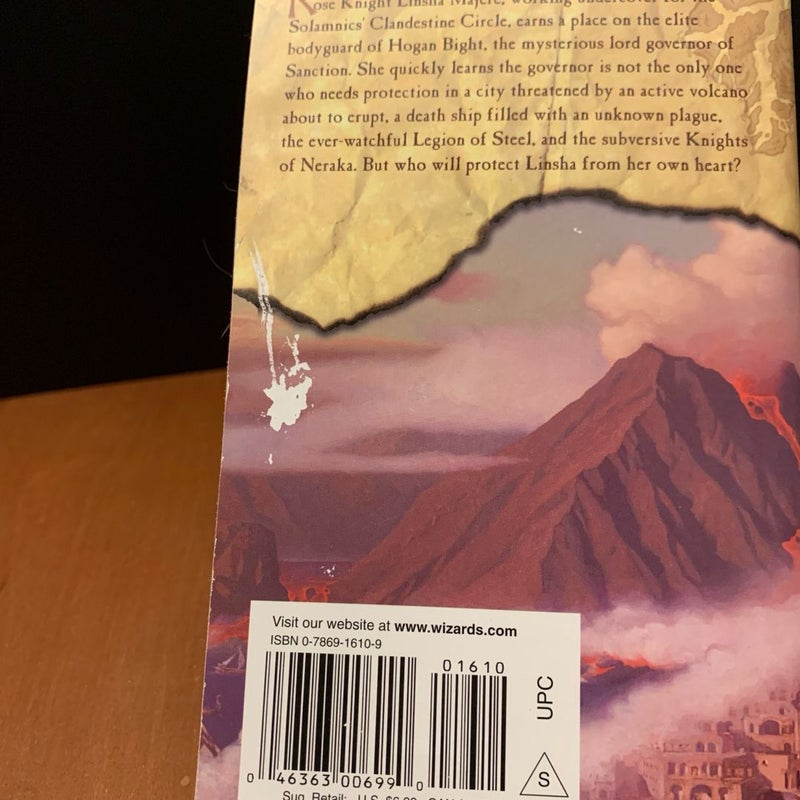 Rose Knight Linsha Majere, working undercover for the
Solamnics' Clandestine Circle, earns a place on the elite
bodyguard of Hogan Bight, the mysterious lord governor of
Sanction. She quickly learns the governor is not the only one
who needs protection in a city threatened by an active volcano
about to erupt, a death ship filled with an unknown plague,
the ever-watchful Legion of Steel, and the subversive Knights
of Neraka. But who will protect Linsha from her own heart?
Visit our website at www.wizards.com
ISBN 0-7869-1610-9
01610
UPC
S
0 46363 00699 0
Sug. Retail: U.S.